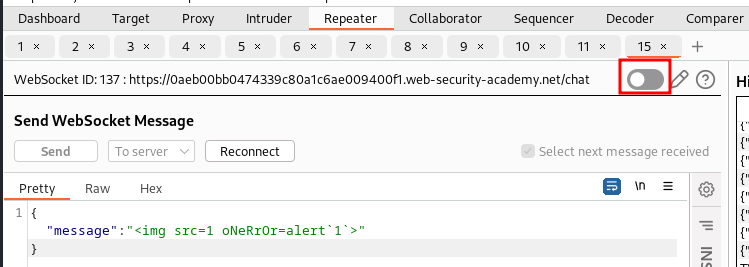 Dashboard Target Proxy Intruder Repeater Collaborator Sequencer Decoder Comparer
1 × 2 × 3 × 4 × 5 × 6 × 7 × 8 × 9 × 10 × 11 × 15 × +
WebSocket ID: 137 : https://0aeb00bb0474339c80a1c6ae009400f1.web-security-academy.net/chat
Hi
Send WebSocket Message
Send To server Reconnect Select next message received
Pretty Raw Hex \n
1 {
"message":"<img src=1 oNeRrOr=alert`1`>"
}
{"
{"
{"
{"
{"
{"
{"
{"
INS